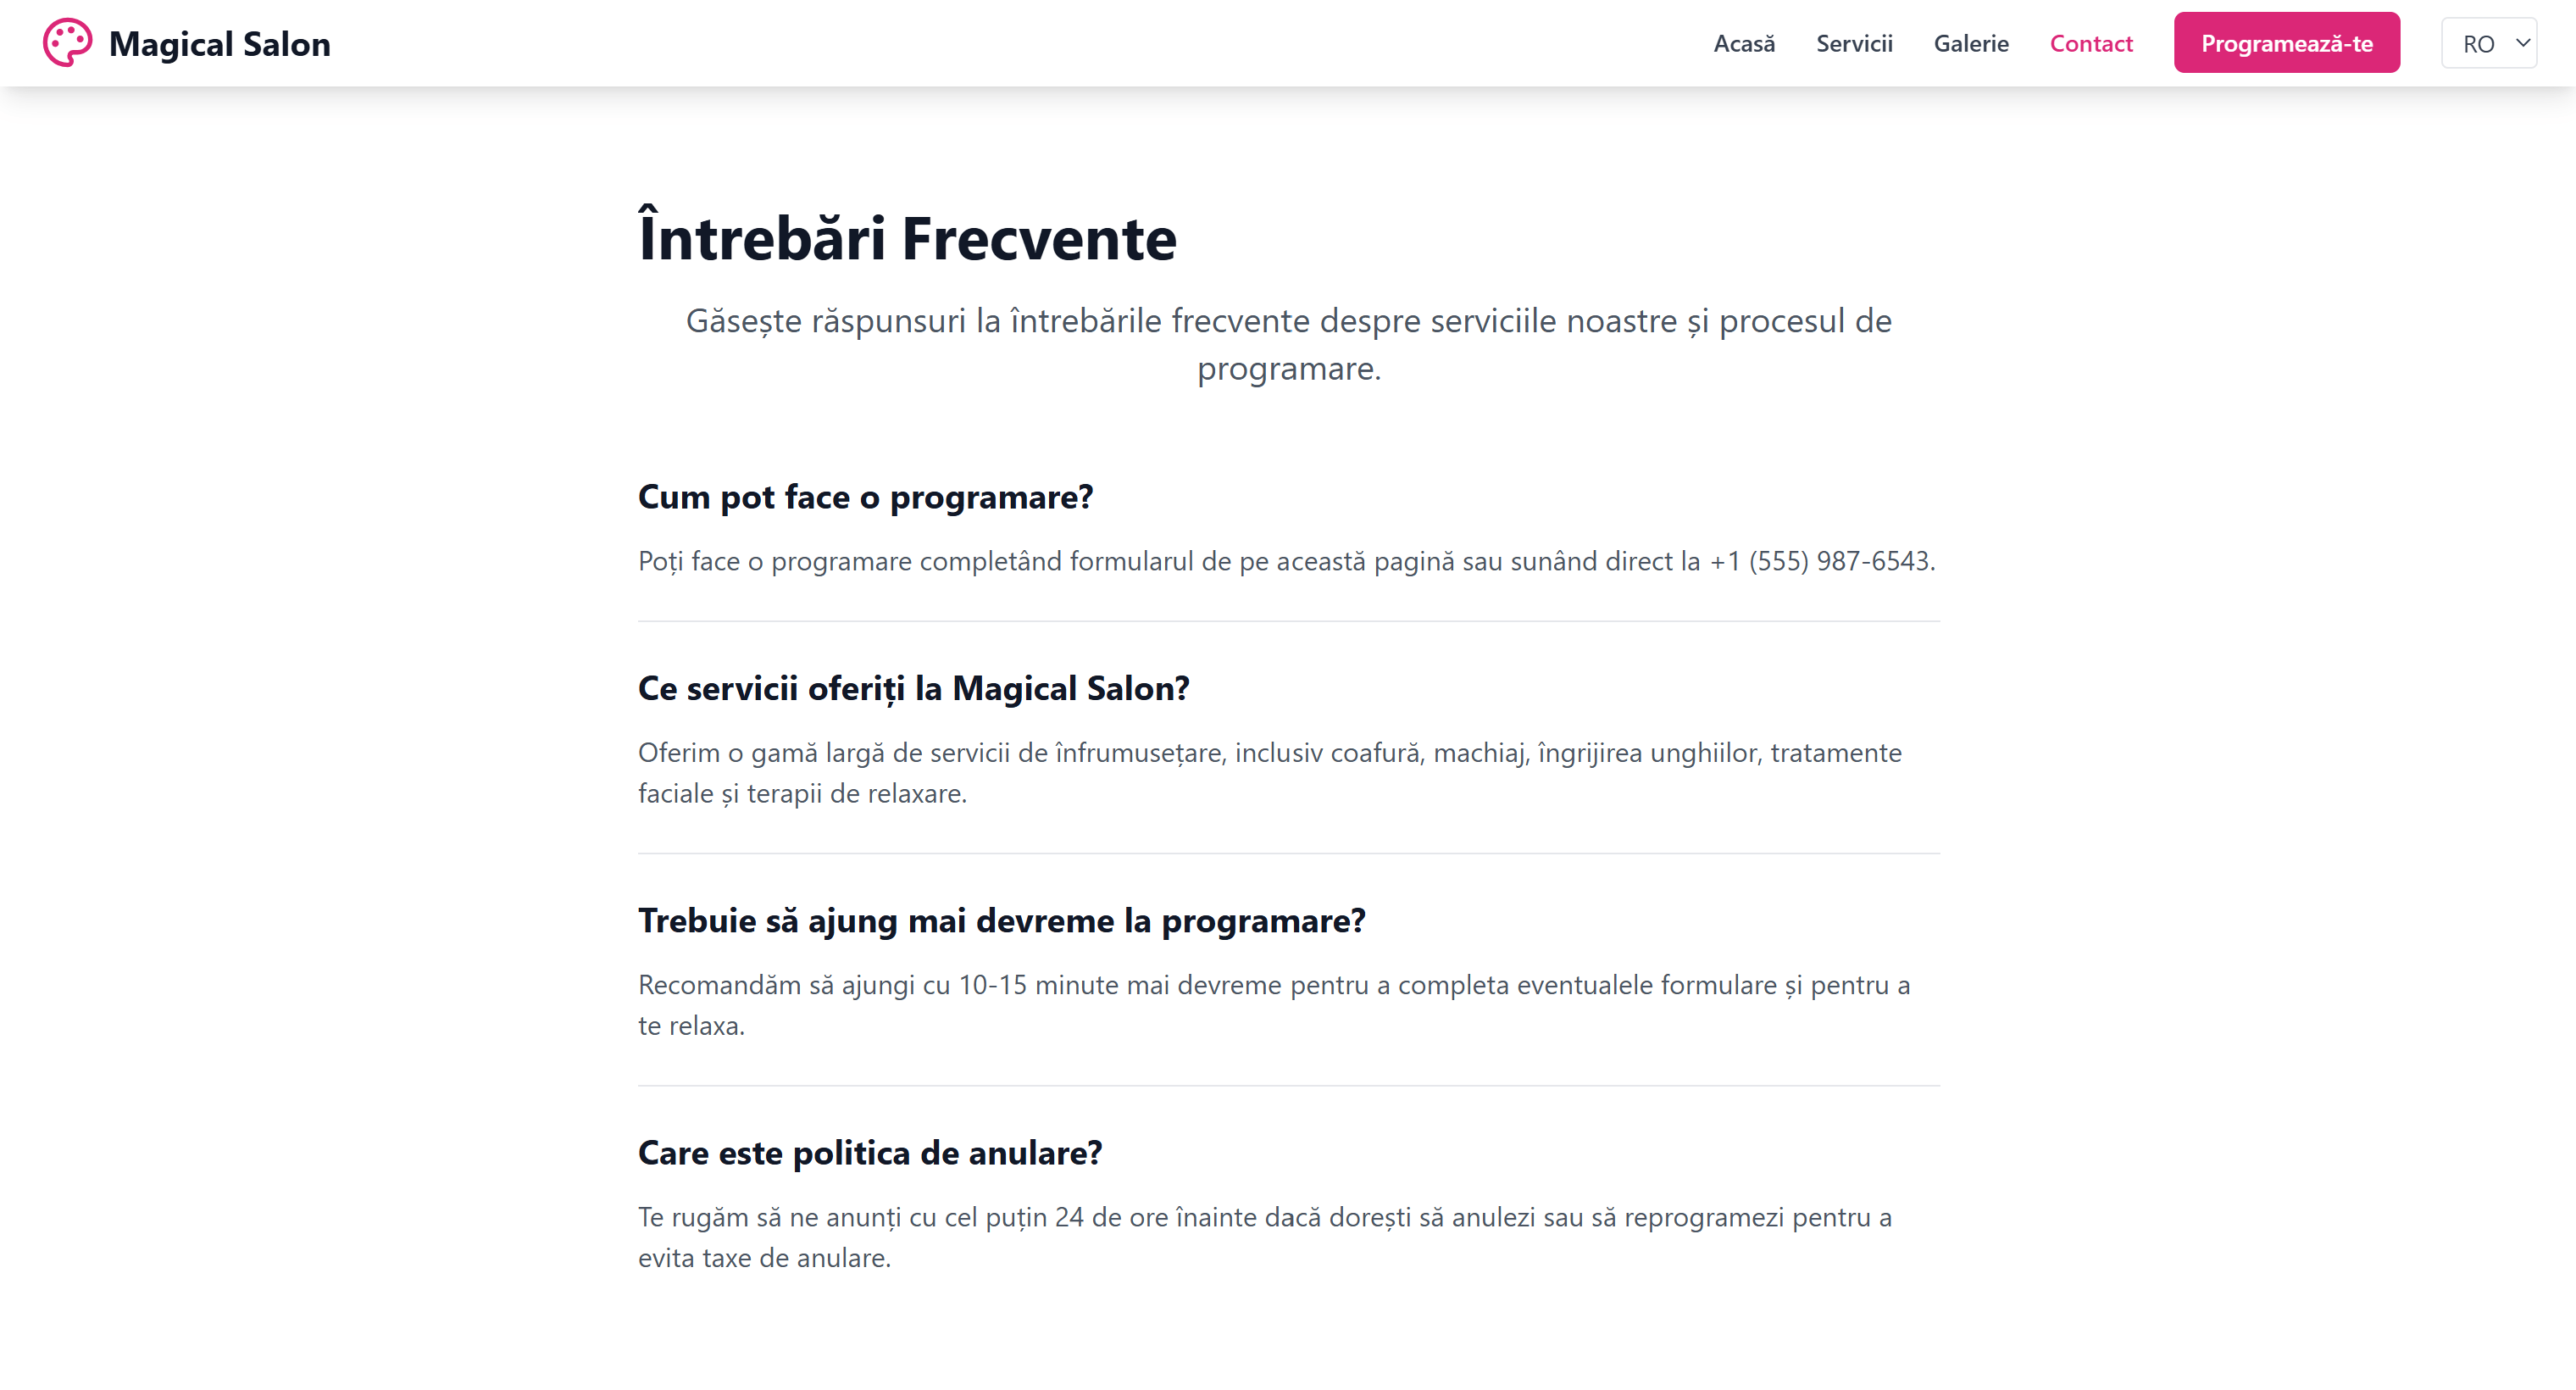 Magical Salon
Acasă
Servicii
Galerie
Contact
Programează-te
RO
Întrebări Frecvente
Găsește răspunsuri la întrebările frecvente despre serviciile noastre și procesul de
programare.
Cum pot face o programare?
Poți face o programare completând formularul de pe această pagină sau sunând direct la +1 (555) 987-6543.
Ce servicii oferiți la Magical Salon?
Oferim o gamă largă de servicii de înfrumusețare, inclusiv coafură, machiaj, îngrijirea unghiilor, tratamente
faciale și terapii de relaxare.
Trebuie să ajung mai devreme la programare?
Recomandăm să ajungi cu 10-15 minute mai devreme pentru a completa eventualele formulare și pentru a
te relaxa.
Care este politica de anulare?
Te rugăm să ne anunți cu cel puțin 24 de ore înainte dacă dorești să anulezi sau să reprogramezi pentru a
evita taxe de anulare.